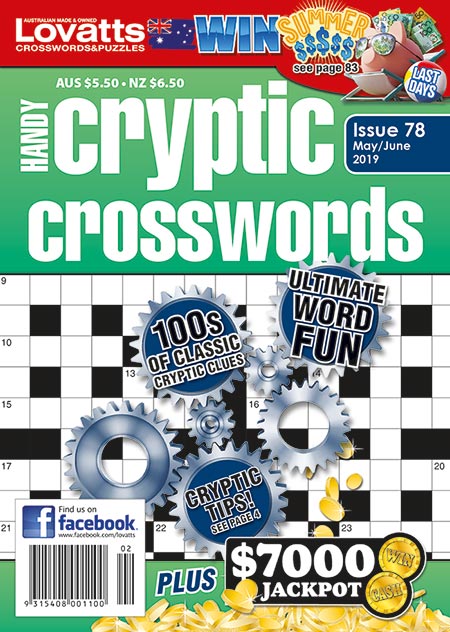 AUSTRALIAN MADE & OWNED
Lovatts
CROSSWORDS&PUZZLES
WIN
SUMMER
$$$$$
see page 83
LAST
DAYS
AUS $5.50 • NZ $6.50
HANDY
cryptic
crosswords
Issue 78
May/June
2019
9
10
13
15
16
17
20
21
23
100s
OF CLASSIC
CRYPTIC CLUES
ULTIMATE
WORD
FUN
CRYPTIC
TIPS!
SEE PAGE 4
Find us on
facebook®
www.facebook.com/lovatts
02
9 315408 001100
PLUS
$7000
JACKPOT
WIN
CASH